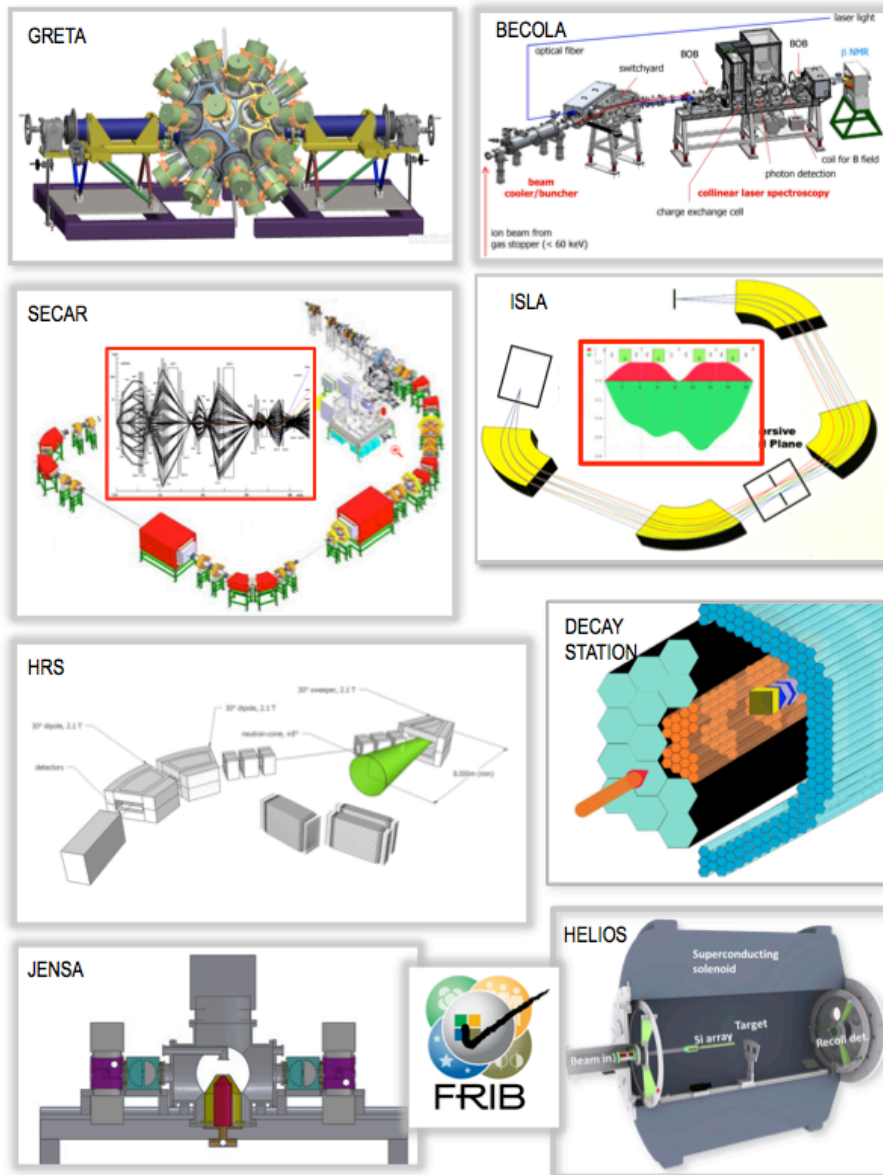 GRETA
BECOLA
laser light
optical fiber
BOB
BOB
β NMR
switchyard
coil for B field
photon detection
beam
cooler/buncher
collinear laser spectroscopy
charge exchange cell
ion beam from
gas stopper (< 60 keV)
SECAR
ISLA
ersive
Plane
HRS
30° sweeper, 2.1 T
30° dipole, 2.1 T
30° dipole, 2.1 T
neutron-cone, ±8°
detectors
8.000m (min)
DECAY
STATION
JENSA
FRIB
HELIOS
Superconducting
solenoid
Target
Si array
Beam in
Recoil det.